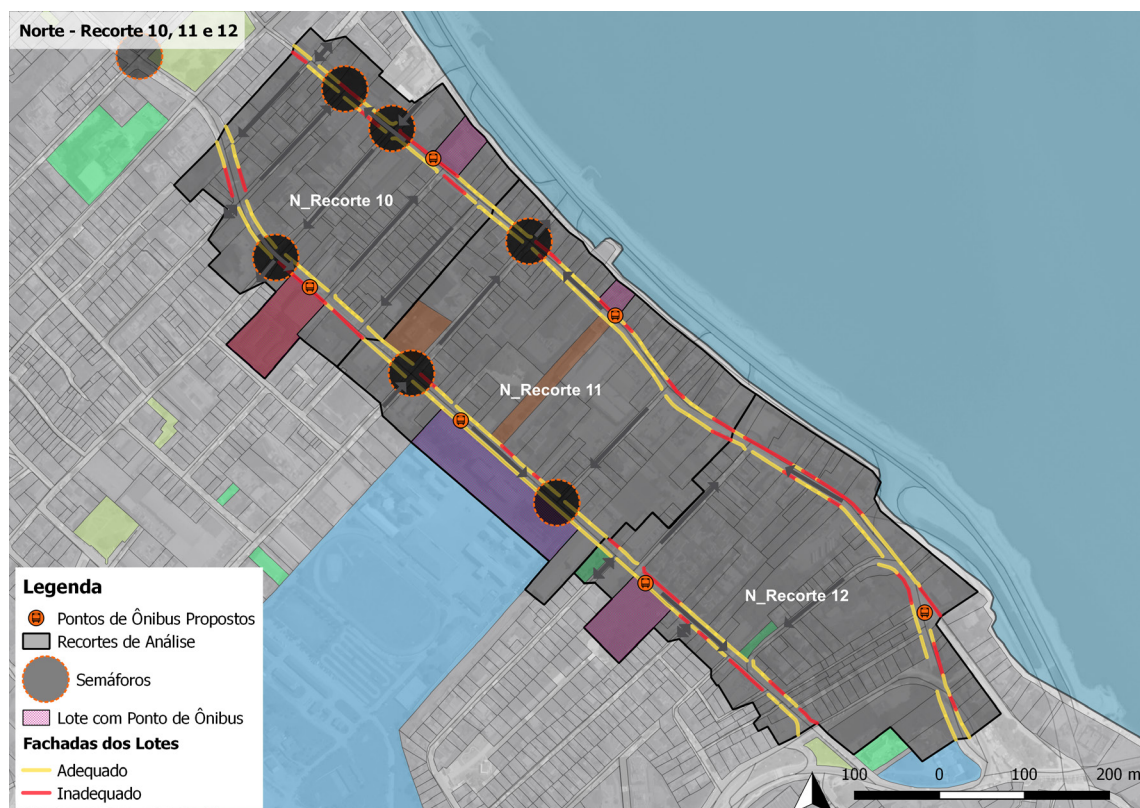 Norte - Recorte 10, 11 e 12
N_Recorte 10
N_Recorte 11
N_Recorte 12
Legenda
Pontos de Ônibus Propostos
Recortes de Análise
Semáforos
Lote com Ponto de Ônibus
Fachadas dos Lotes
Adequado
Inadequado
100 0 100 200 m